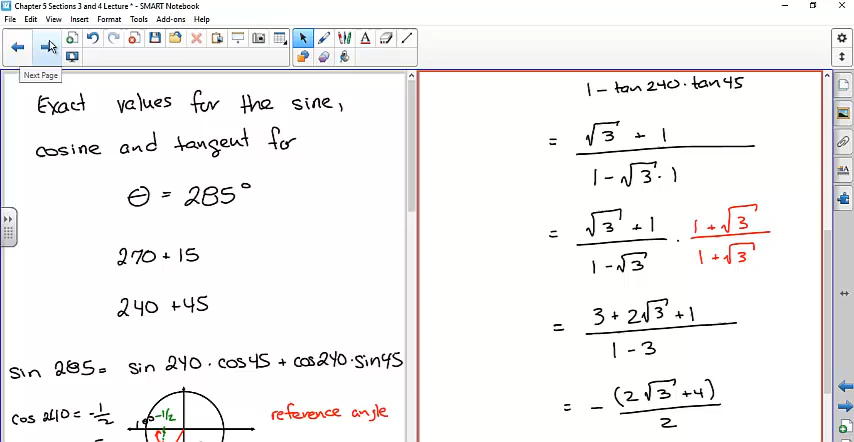 Chapter 5 Sections 3 and 4 Lecture * - SMART Notebook
File Edit View Insert Format Tools Add-ons Help
Next Page
Exact values for the sine,
cosine and tangent for
θ = 285°
270 + 15
240 + 45
sin 285 = sin 240 · cos 45 + cos 240 · sin 45
cos 240 = -1/2
-1/2
reference angle
=
1 - tan 240 · tan 45
= √3 + 1
1 - √3 · 1
= √3 + 1 · 1 + √3
1 - √3 1 + √3
= 3 + 2√3 + 1
1 - 3
= - (2√3 + 4)
2